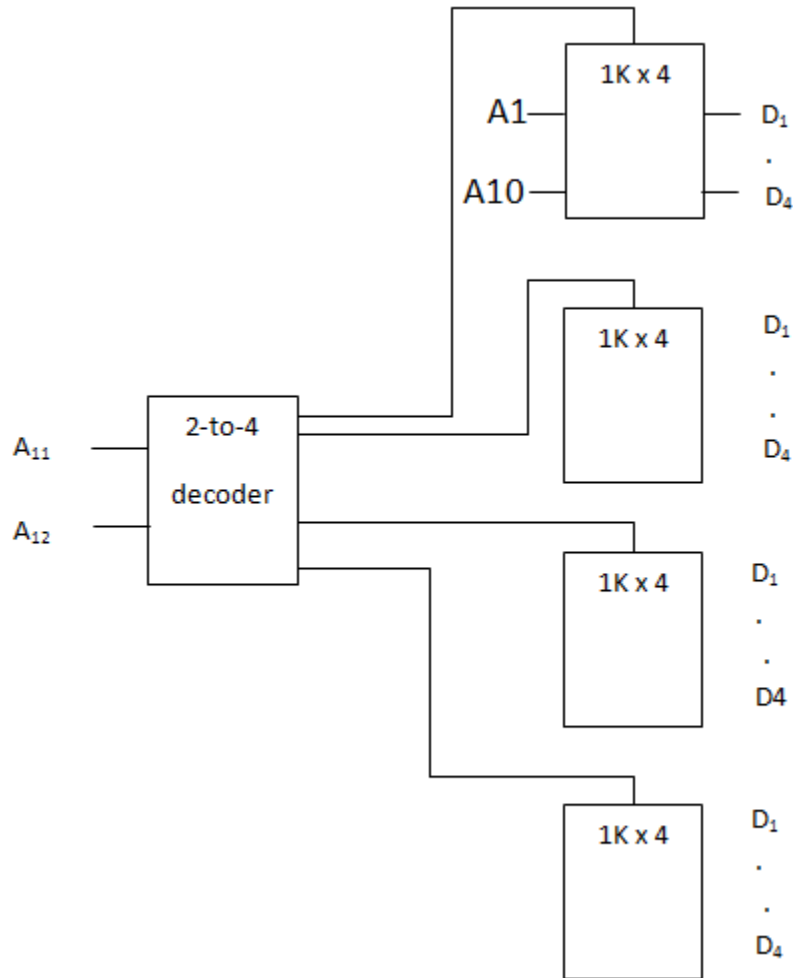 1K x 4
A1
D₁
.
A10
D₄
1K x 4
D₁
.
.
D₄
2-to-4
decoder
A₁₁
A₁₂
1K x 4
D₁
.
.
D4
1K x 4
D₁
.
.
D₄